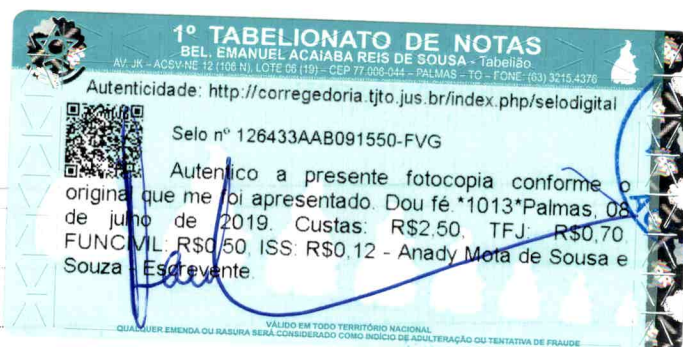 1º TABELIONATO DE NOTAS
BEL. EMANUEL ACAIABA REIS DE SOUSA - Tabelião
AV. JK - ACSV-NE 12 (106 N), LOTE 06 (19) - CEP 77.006-044 - PALMAS - TO - FONE: (63) 3215.4376
Autenticidade: http://corregedoria.tjto.jus.br/index.php/selodigital
Selo nº 126433AAB091550-FVG
Autentico a presente fotocopia conforme o
original que me foi apresentado. Dou fé.*1013*Palmas, 08
de julho de 2019. Custas: R$2,50, TFJ: R$0,70,
FUNCIVIL: R$0,50, ISS: R$0,12 - Anady Mota de Sousa e
Souza - Escrevente.
VÁLIDO EM TODO TERRITÓRIO NACIONAL
QUALQUER EMENDA OU RASURA SERÁ CONSIDERADO COMO INDÍCIO DE ADULTERAÇÃO OU TENTATIVA DE FRAUDE